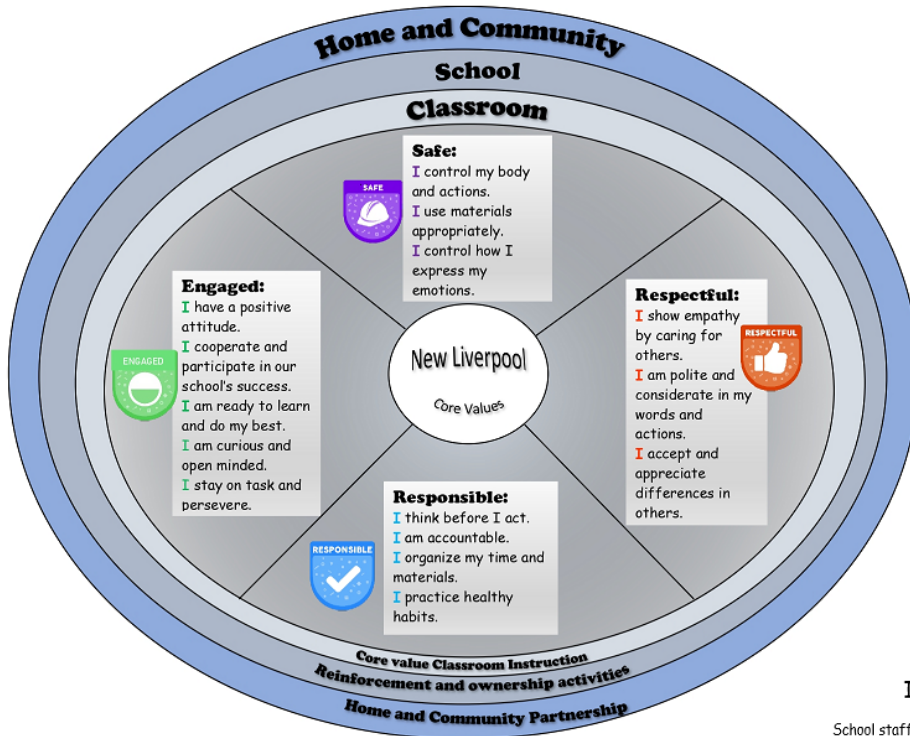 Home and Community
School
Classroom
Safe:
I control my body
and actions.
I use materials
appropriately.
I control how I
express my
emotions.
SAFE
Engaged:
I have a positive
attitude.
I cooperate and
participate in our
school's success.
I am ready to learn
and do my best.
I am curious and
open minded.
I stay on task and
persevere.
ENGAGED
New Liverpool
Core Values
Respectful:
I show empathy
by caring for
others.
I am polite and
considerate in my
words and
actions.
I accept and
appreciate
differences in
others.
RESPECTFUL
Responsible:
I think before I act.
I am accountable.
I organize my time and
materials.
I practice healthy
habits.
RESPONSIBLE
Core value Classroom Instruction
Reinforcement and ownership activities
Home and Community Partnership
I
School staff